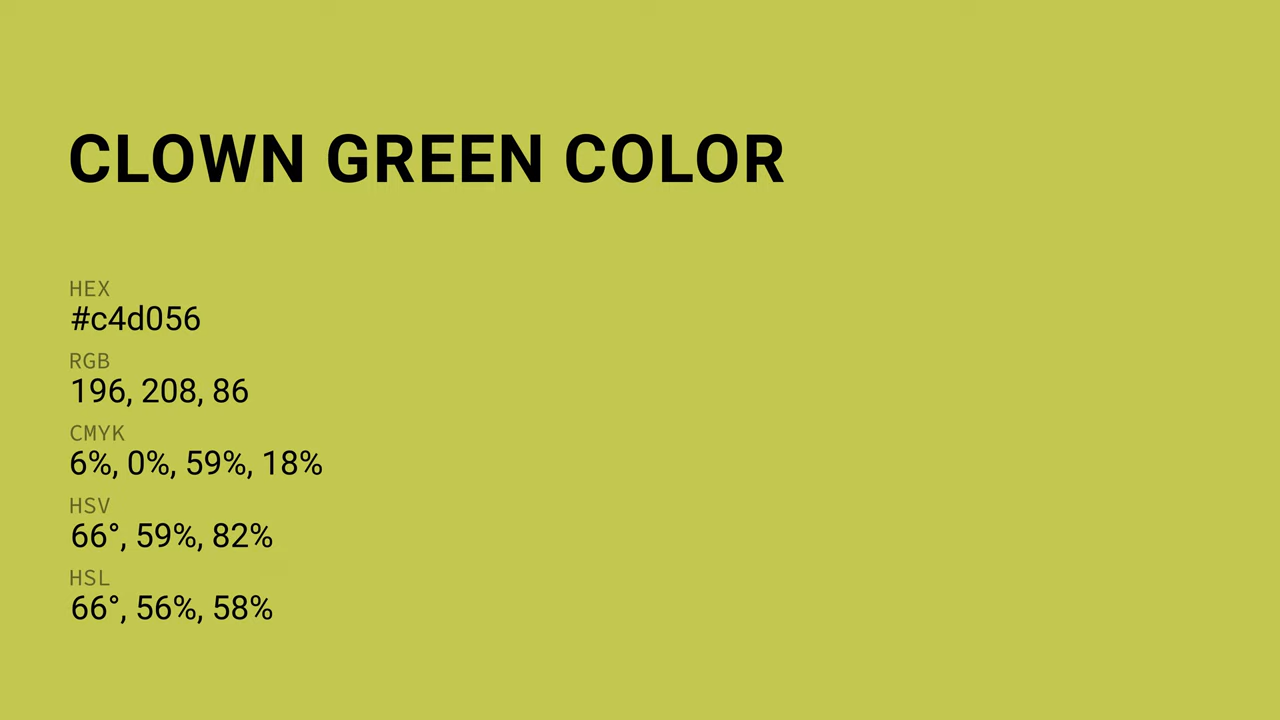 CLOWN GREEN COLOR
HEX
#c4d056
RGB
196, 208, 86
CMYK
6%, 0%, 59%, 18%
HSV
66°, 59%, 82%
HSL
66°, 56%, 58%